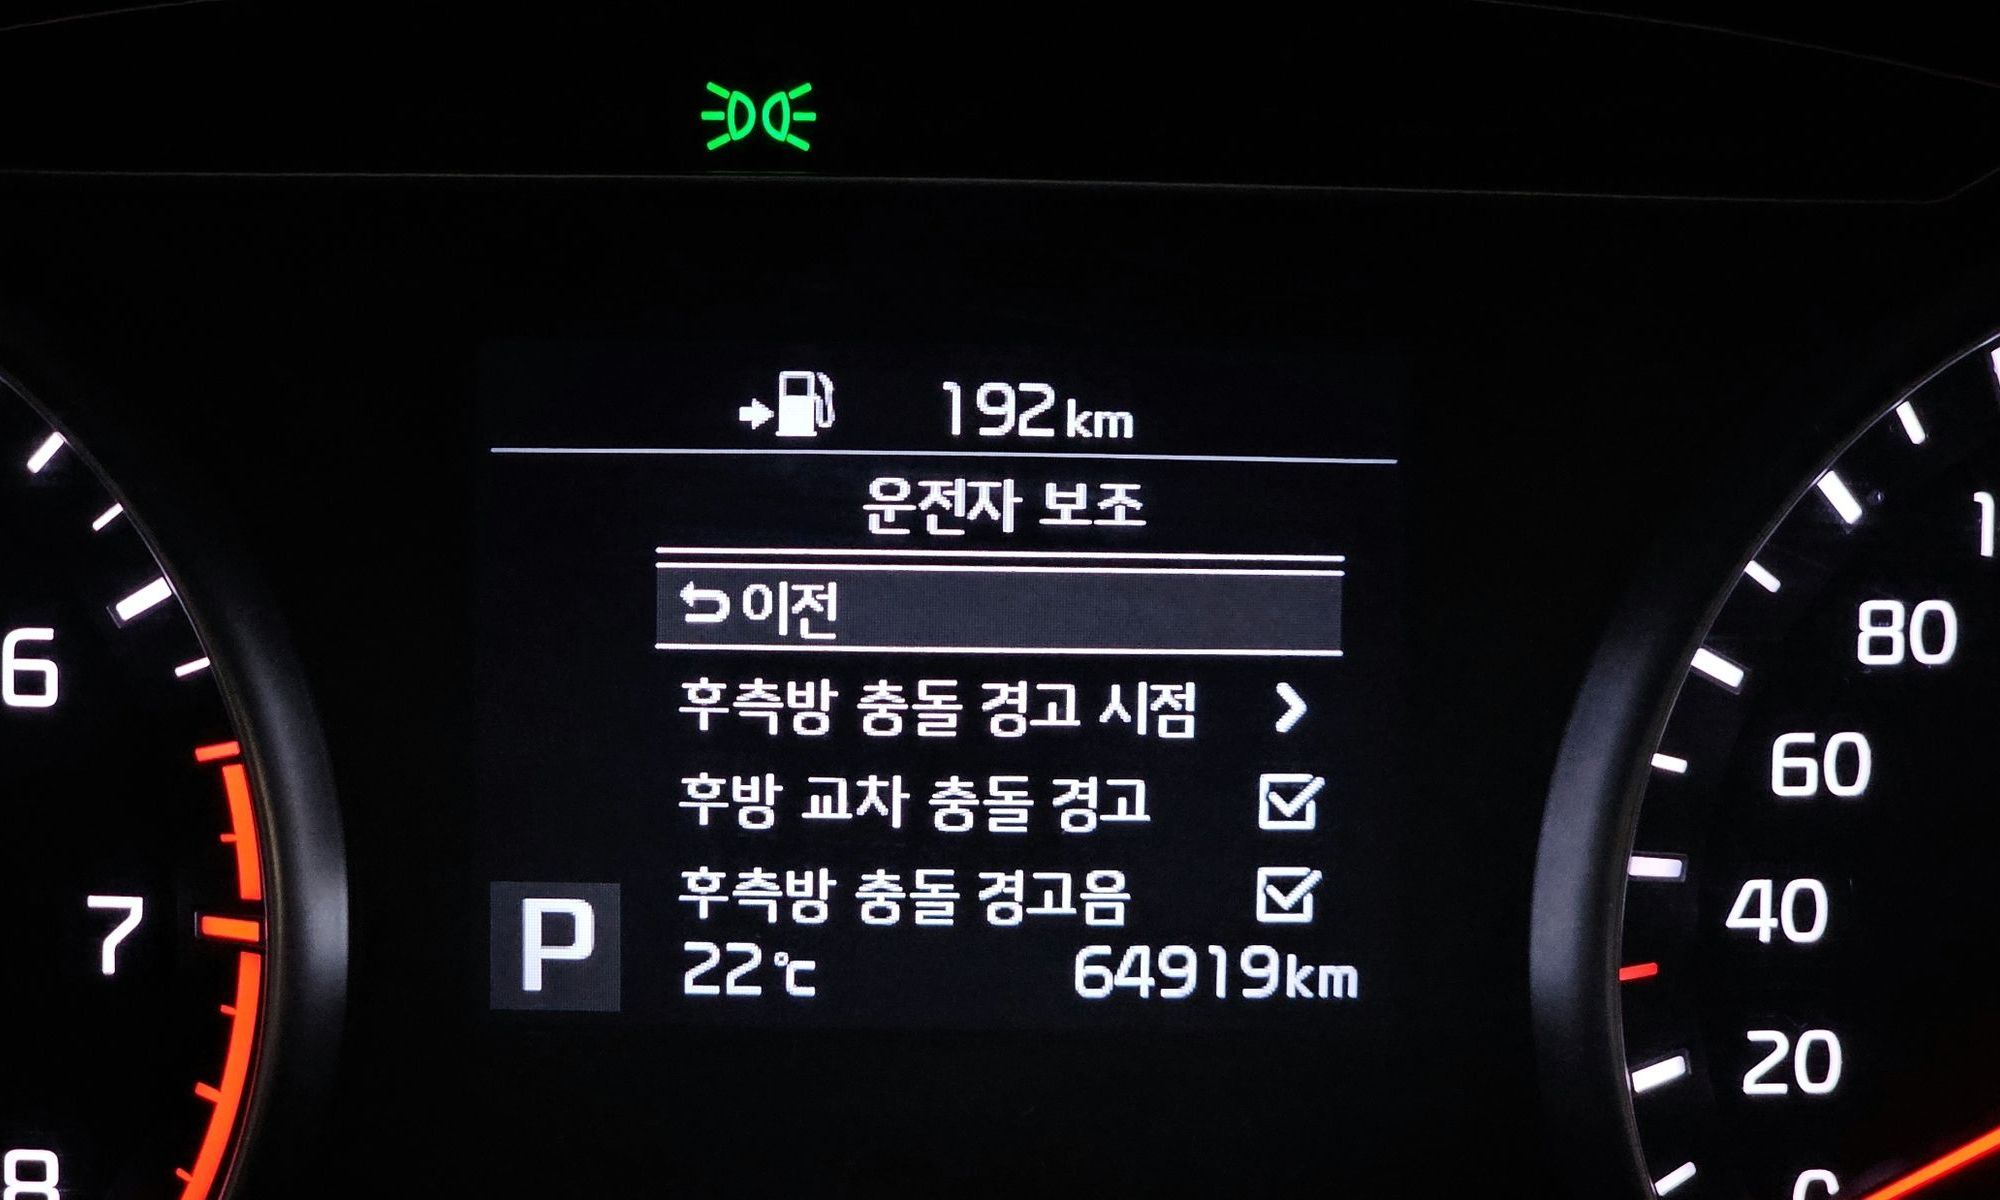 192km
운전자 보조
이전
후측방 충돌 경고 시점
후방 교차 충돌 경고
후측방 충돌 경고음
P 22℃ 64919km
6
7
8
80
60
40
20
0